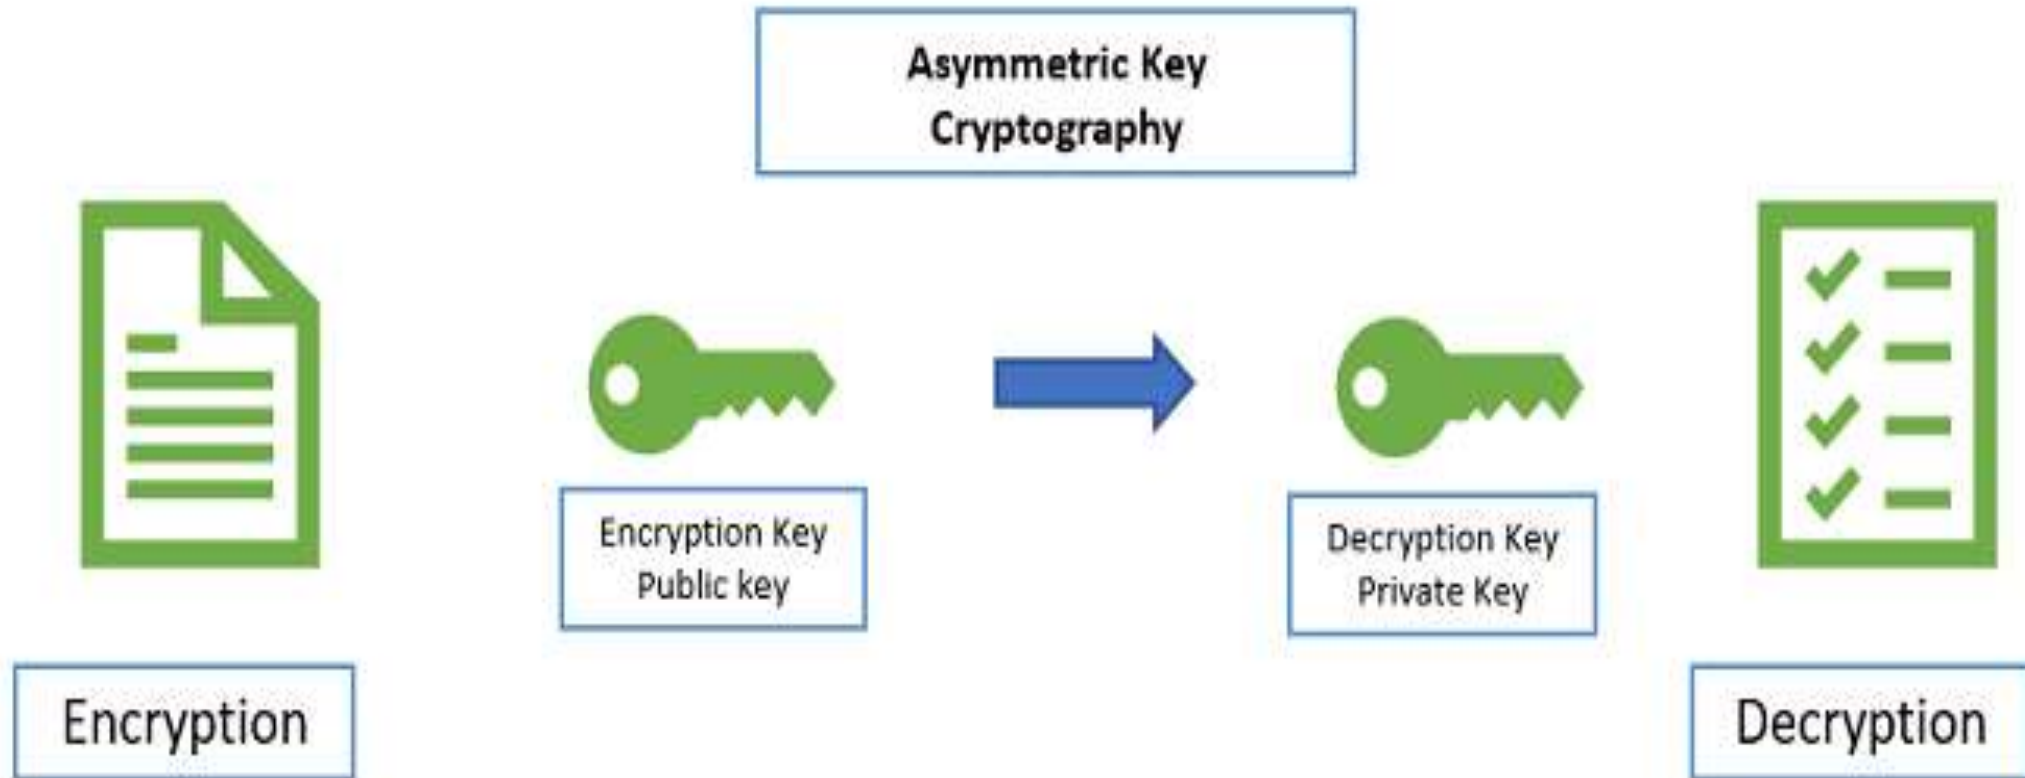 Asymmetric Key
Cryptography
Encryption Key
Public key
Decryption Key
Private Key
Encryption
Decryption